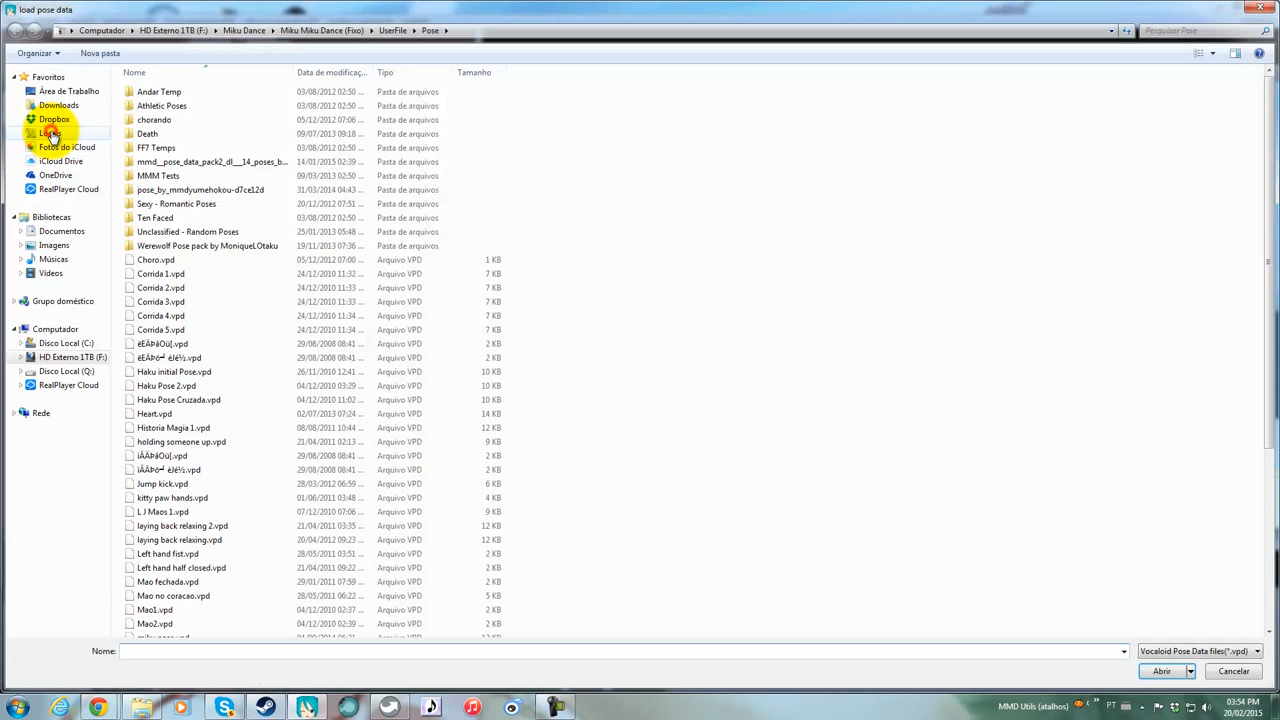 load pose data
Computador HD Externo 1TB (F:) Miku Dance Miku Miku Dance (Fixo) UserFile Pose Pesquisar Pose
Organizar Nova pasta
Favoritos
Área de Trabalho
Downloads
Dropbox
Fotos do iCloud
iCloud Drive
OneDrive
RealPlayer Cloud
Bibliotecas
Documentos
Imagens
Músicas
Vídeos
Grupo doméstico
Computador
Disco Local (C:)
HD Externo 1TB (F:)
Disco Local (Q:)
RealPlayer Cloud
Rede
Nome Data de modificaç... Tipo Tamanho
Andar Temp 03/08/2012 02:50 ... Pasta de arquivos
Athletic Poses 03/08/2012 02:50 ... Pasta de arquivos
chorando 05/12/2012 07:00 ... Pasta de arquivos
Death 09/07/2013 09:18 ... Pasta de arquivos
FF7 Temps 03/08/2012 02:50 ... Pasta de arquivos
mmd__pose_data_pack2_dl___14_poses_b... 14/01/2015 02:39 ... Pasta de arquivos
MMM Tests 09/03/2013 02:50 ... Pasta de arquivos
pose_by_mmdyumehokou-d7ce12d 31/03/2014 04:43 ... Pasta de arquivos
Sexy - Romantic Poses 20/12/2012 07:51 ... Pasta de arquivos
Ten Faced 03/08/2012 02:50 ... Pasta de arquivos
Unclassified - Random Poses 25/01/2013 05:48 ... Pasta de arquivos
Werewolf Pose pack by MoniqueLOtaku 19/11/2013 07:36 ... Pasta de arquivos
Choro.vpd 05/12/2012 07:00 ... Arquivo VPD 1 KB
Corrida 1.vpd 24/12/2010 11:32 ... Arquivo VPD 7 KB
Corrida 2.vpd 24/12/2010 11:33 ... Arquivo VPD 7 KB
Corrida 3.vpd 24/12/2010 11:33 ... Arquivo VPD 7 KB
Corrida 4.vpd 24/12/2010 11:34 ... Arquivo VPD 7 KB
Corrida 5.vpd 24/12/2010 11:34 ... Arquivo VPD 7 KB
29/08/2008 08:41 ... Arquivo VPD 2 KB
29/08/2008 08:41 ... Arquivo VPD 2 KB
Haku initial Pose.vpd 26/11/2010 12:41 ... Arquivo VPD 10 KB
Haku Pose 2.vpd 04/12/2010 03:29 ... Arquivo VPD 10 KB
Haku Pose Cruzada.vpd 04/12/2010 11:00 ... Arquivo VPD 10 KB
Heart.vpd 02/07/2013 07:24 ... Arquivo VPD 14 KB
Historia Magia 1.vpd 08/08/2011 10:44 ... Arquivo VPD 12 KB
holding someone up.vpd 21/04/2011 02:13 ... Arquivo VPD 9 KB
29/08/2008 08:41 ... Arquivo VPD 2 KB
29/08/2008 08:41 ... Arquivo VPD 2 KB
Jump kick.vpd 28/03/2012 06:59 ... Arquivo VPD 6 KB
kitty paw hands.vpd 01/06/2011 03:48 ... Arquivo VPD 4 KB
L J Maos 1.vpd 07/12/2010 07:10 ... Arquivo VPD 2 KB
laying back relaxing 2.vpd 21/04/2011 03:35 ... Arquivo VPD 12 KB
laying back relaxing.vpd 20/04/2012 09:23 ... Arquivo VPD 12 KB
Left hand fist.vpd 28/05/2011 03:51 ... Arquivo VPD 2 KB
Left hand half closed.vpd 21/04/2011 09:22 ... Arquivo VPD 2 KB
Mao fechada.vpd 29/01/2011 07:59 ... Arquivo VPD 2 KB
Mao no coracao.vpd 28/05/2011 06:22 ... Arquivo VPD 5 KB
Mao1.vpd 04/12/2010 02:37 ... Arquivo VPD 2 KB
Mao2.vpd 04/12/2010 02:38 ... Arquivo VPD 2 KB
Nome: Vocaloid Pose Data files(*.vpd)
Abrir Cancelar
MMD Utils (atalhos) PT 03:54 PM
20/02/2015